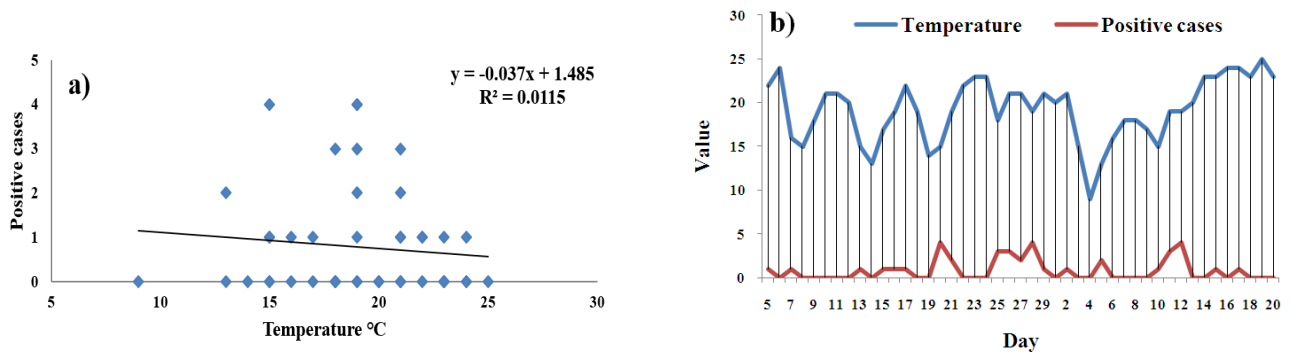 a)
y = -0.037x + 1.485
R² = 0.0115
Positive cases
5
4
3
2
1
0
5 10 15 20 25 30
Temperature °C
b)
Temperature Positive cases
Value
30
25
20
15
10
5
0
5 7 9 11 13 15 17 19 21 23 25 27 29 31 2 4 6 8 10 12 14 16 18 20
Day